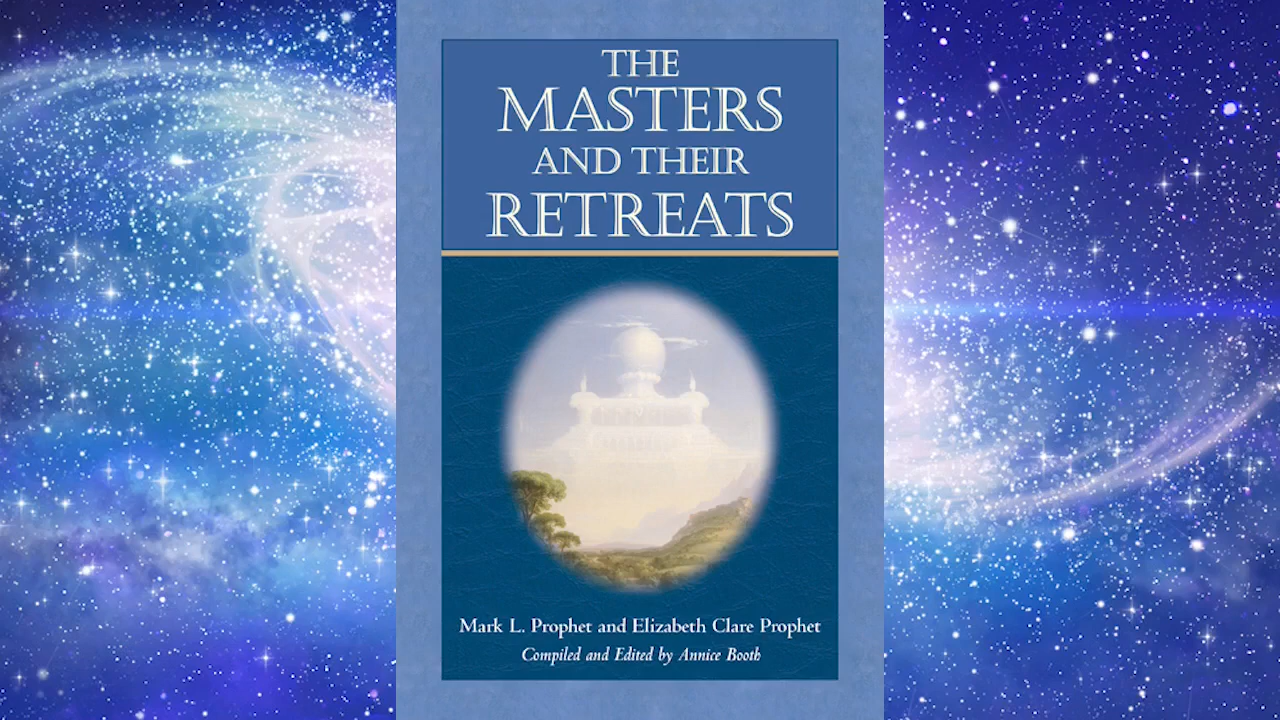 THE
MASTERS
AND THEIR
RETREATS
Mark L. Prophet and Elizabeth Clare Prophet
Compiled and Edited by Annice Booth